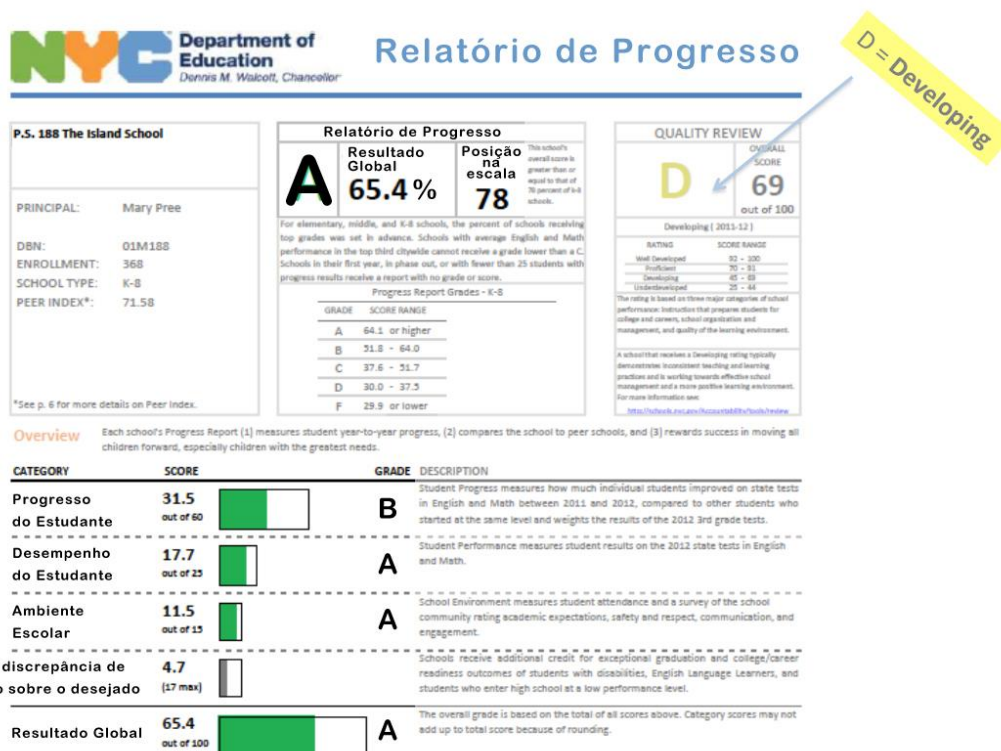 NYC Department of
Education
Dennis M. Walcott, Chancellor
Relatório de Progresso
D = Developing
P.S. 188 The Island School
PRINCIPAL: Mary Pree
DBN: 01M188
ENROLLMENT: 368
SCHOOL TYPE: K-8
PEER INDEX*: 71.58
*See p. 6 for more details on Peer Index.
Relatório de Progresso
A
Resultado
Global
65.4 %
Posição
na
escala
78
This school's
overall score is
greater than or
equal to that of
78 percent of k-8
schools.
For elementary, middle, and K-8 schools, the percent of schools receiving
top grades was set in advance. Schools with average English and Math
performance in the top third citywide cannot receive a grade lower than a C.
Schools in their first year, in phase out, or with fewer than 25 students with
progress results receive a report with no grade or score.
Progress Report Grades - K-8
GRADE SCORE RANGE
A 64.1 or higher
B 51.8 - 64.0
C 37.6 - 51.7
D 30.0 - 37.5
F 29.9 or lower
QUALITY REVIEW
D
OVERALL
SCORE
69
out of 100
Developing ( 2011-12 )
RATING SCORE RANGE
Well Developed 92 - 100
Proficient 70 - 91
Developing 45 - 69
Underdeveloped 25 - 44
The rating is based on three major categories of school
performance: instruction that prepares students for
college and careers, school organization and
management, and quality of the learning environment.
A school that receives a Developing rating typically
demonstrates inconsistent teaching and learning
practices and is working towards effective school
management and a more positive learning environment.
For more information see:
http://schools.nyc.gov/Accountability/tools/review
Overview
Each school's Progress Report (1) measures student year-to-year progress, (2) compares the school to peer schools, and (3) rewards success in moving all
children forward, especially children with the greatest needs.
CATEGORY SCORE GRADE DESCRIPTION
Progresso
do Estudante
31.5
out of 60
B
Student Progress measures how much individual students improved on state tests
in English and Math between 2011 and 2012, compared to other students who
started at the same level and weights the results of the 2012 3rd grade tests.
Desempenho
do Estudante
17.7
out of 25
A
Student Performance measures student results on the 2012 state tests in English
and Math.
Ambiente
Escolar
11.5
out of 15
A
School Environment measures student attendance and a survey of the school
community rating academic expectations, safety and respect, communication, and
engagement.
discrepância de
o sobre o desejado
4.7
(17 max)
Schools receive additional credit for exceptional graduation and college/career
readiness outcomes of students with disabilities, English Language Learners, and
students who enter high school at a low performance level.
Resultado Global
65.4
out of 100
A
The overall grade is based on the total of all scores above. Category scores may not
add up to total score because of rounding.